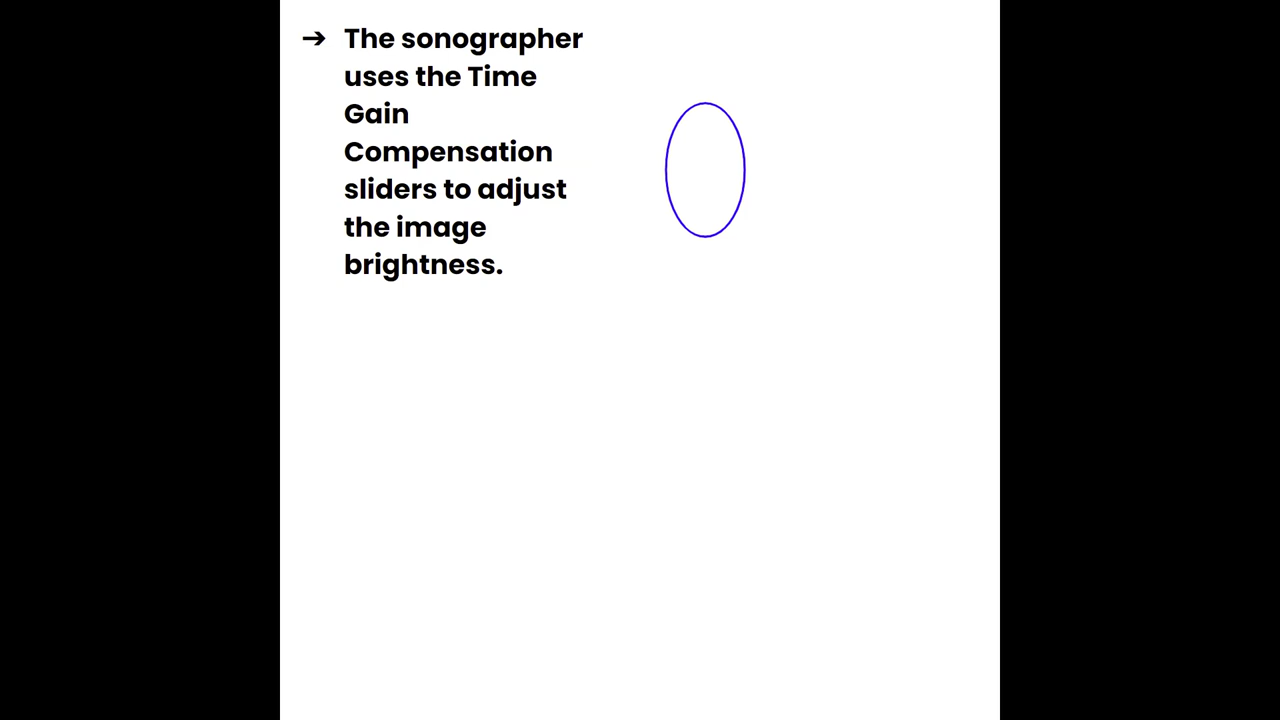 ➔ The sonographer
uses the Time
Gain
Compensation
sliders to adjust
the image
brightness.